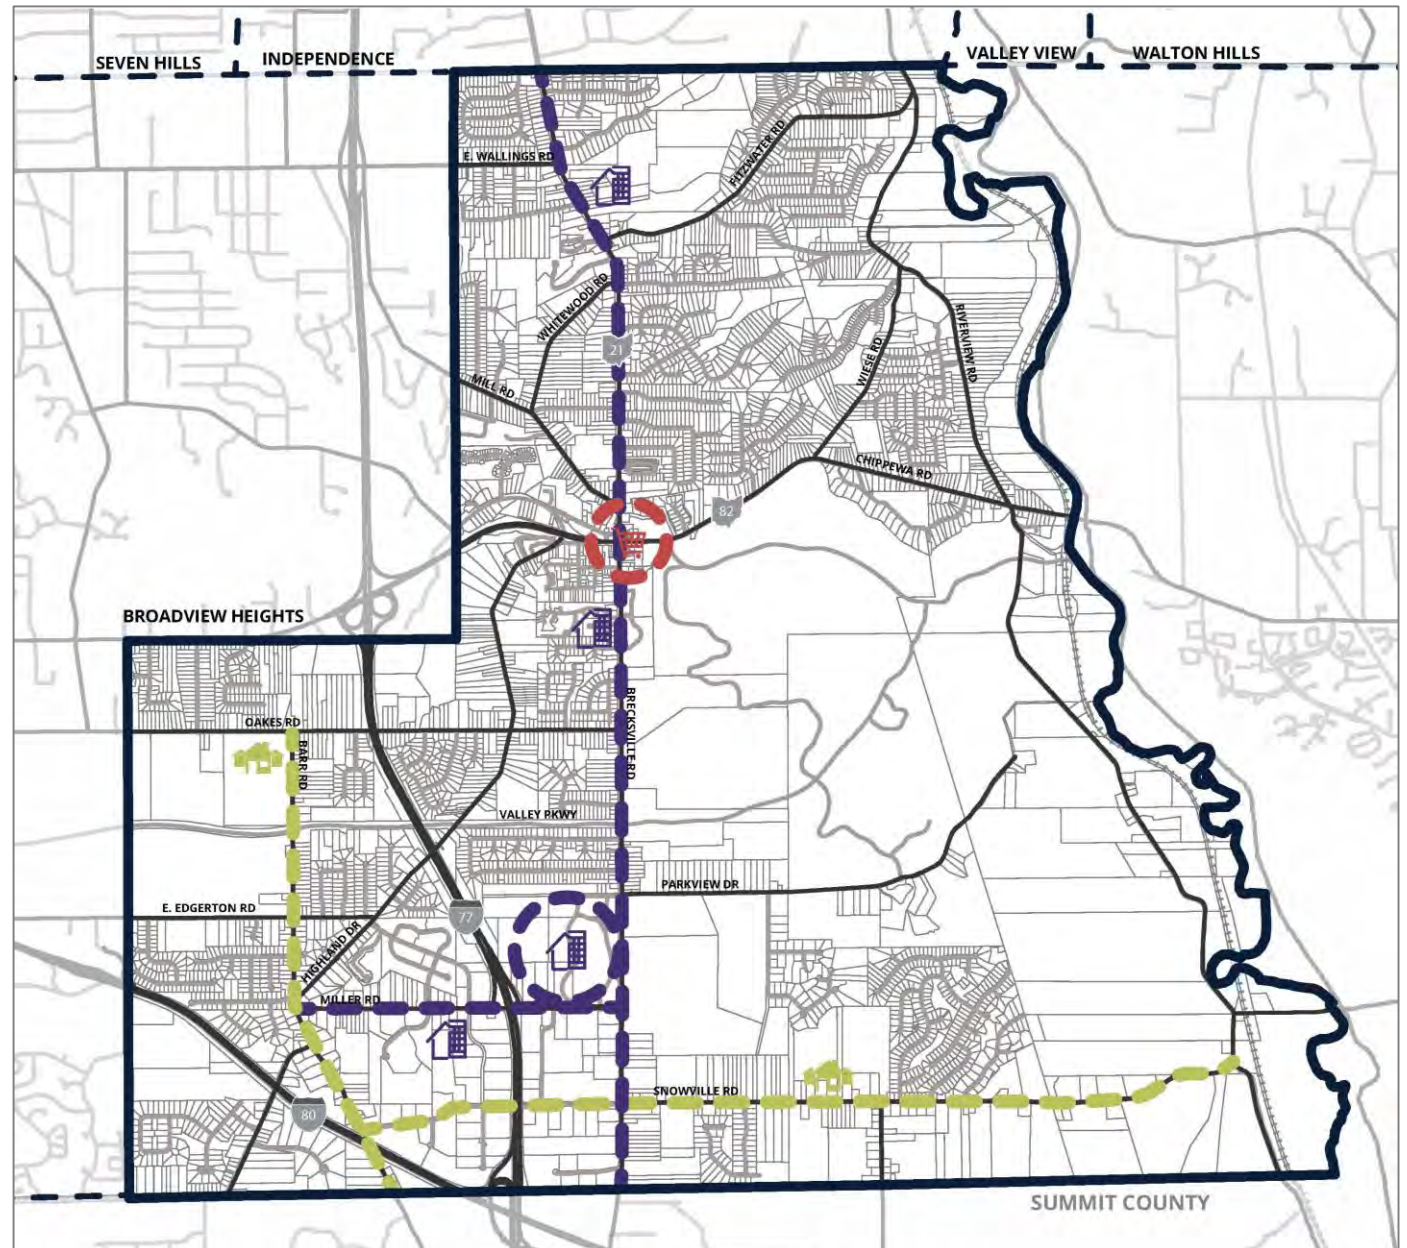 SEVEN HILLS
INDEPENDENCE
VALLEY VIEW
WALTON HILLS
E. WALLINGS RD
FITZWATER RD
WHITEWOOD RD
21
RIVERVIEW RD
WIESE RD
MILL RD
CHIPPEWA RD
82
BROADVIEW HEIGHTS
OAKES RD
BARR RD
BRECKSVILLE RD
VALLEY PKWY
PARKVIEW DR
E. EDGERTON RD
77
HIGHLAND DR
MILLER RD
SNOWVILLE RD
80
SUMMIT COUNTY